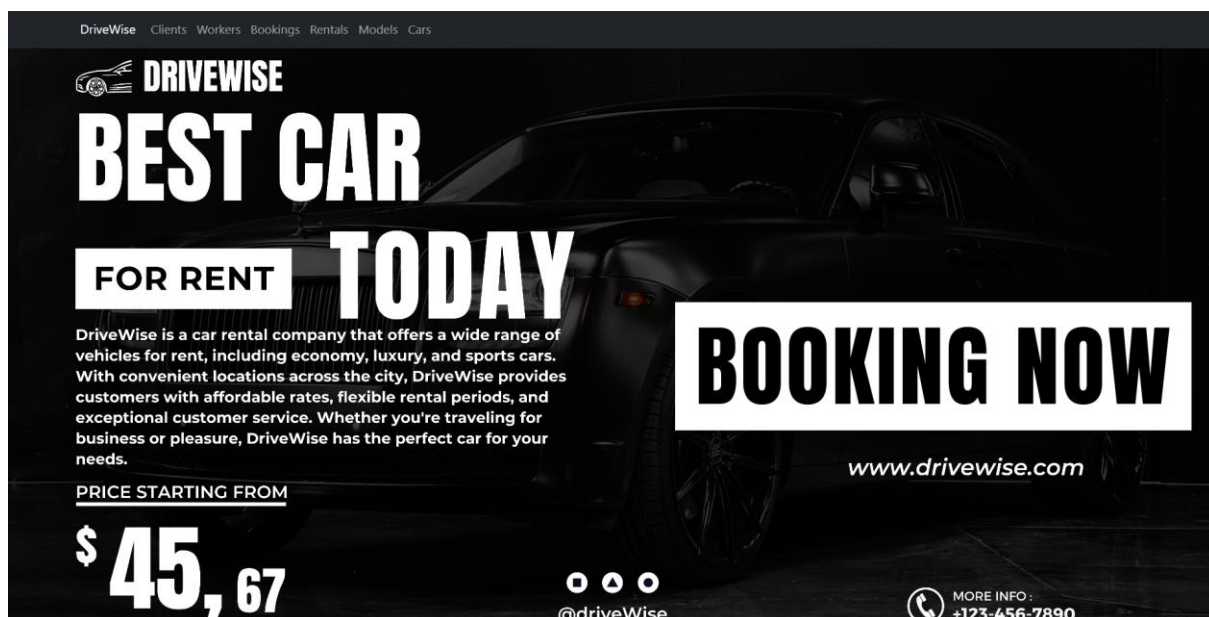 DriveWise Clients Workers Bookings Rentals Models Cars
DRIVEWISE
BEST CAR
FOR RENT TODAY
DriveWise is a car rental company that offers a wide range of
vehicles for rent, including economy, luxury, and sports cars.
With convenient locations across the city, DriveWise provides
customers with affordable rates, flexible rental periods, and
exceptional customer service. Whether you're traveling for
business or pleasure, DriveWise has the perfect car for your
needs.
BOOKING NOW
www.drivewise.com
PRICE STARTING FROM
$ 45, 67
@driveWise
MORE INFO :
+123-456-7890